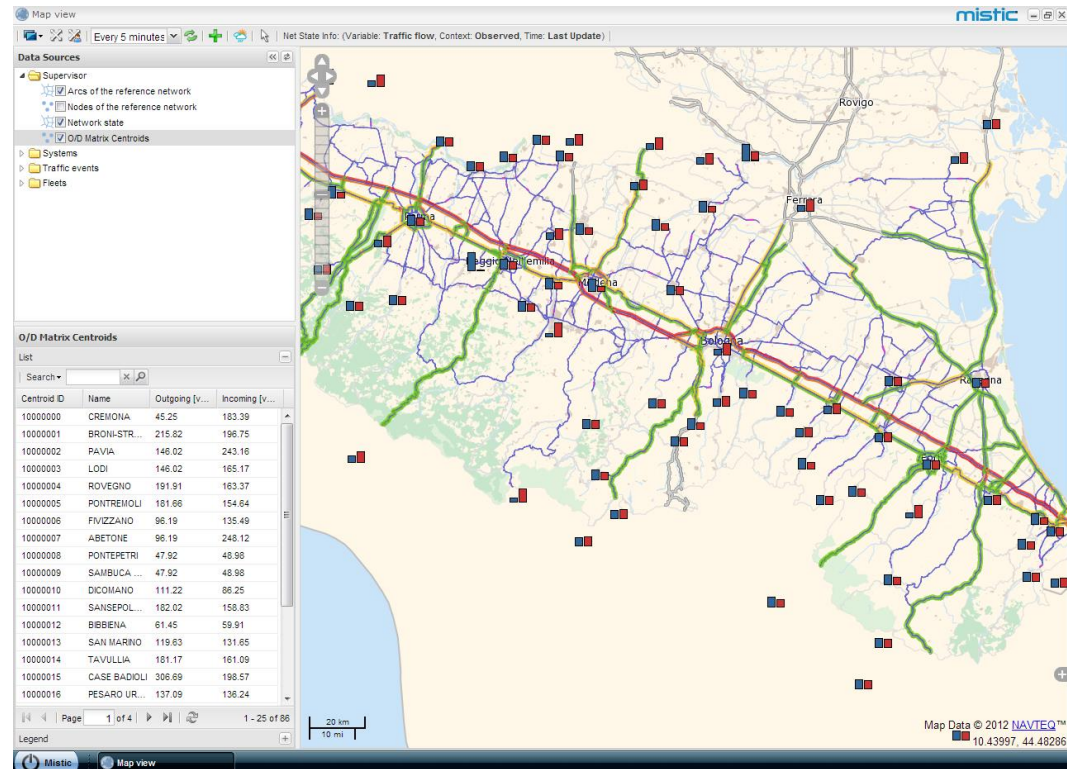 Map view
mistic
Every 5 minutes
Net State Info: (Variable: Traffic flow, Context: Observed, Time: Last Update)
Data Sources
Supervisor
Arcs of the reference network
Nodes of the reference network
Network state
O/D Matrix Centroids
Systems
Traffic events
Fleets
O/D Matrix Centroids
List
Search
Centroid ID Name Outgoing [v... Incoming [v...
10000000 CREMONA 45.25 183.39
10000001 BRONI-STR... 215.82 196.75
10000002 PAVIA 146.02 243.16
10000003 LODI 146.02 165.17
10000004 ROVEGNO 191.91 163.37
10000005 PONTREMOLI 181.66 154.64
10000006 FIVIZZANO 96.19 135.49
10000007 ABETONE 96.19 248.12
10000008 PONTEPETRI 47.92 48.98
10000009 SAMBUCA ... 47.92 48.98
10000010 DICOMANO 111.22 86.25
10000011 SANSEPOL... 182.02 158.83
10000012 BIBBIENA 61.45 59.91
10000013 SAN MARINO 119.63 131.65
10000014 TAVULLIA 181.17 161.09
10000015 CASE BADIOLI 306.69 198.57
10000016 PESARO UR... 137.09 136.24
Page 1 of 4 1 - 25 of 86
Legend
Rovigo
Ferrara
Bologna
20 km
10 mi
Map Data © 2012 NAVTEQ™
10.43997, 44.48286
Mistic Map view